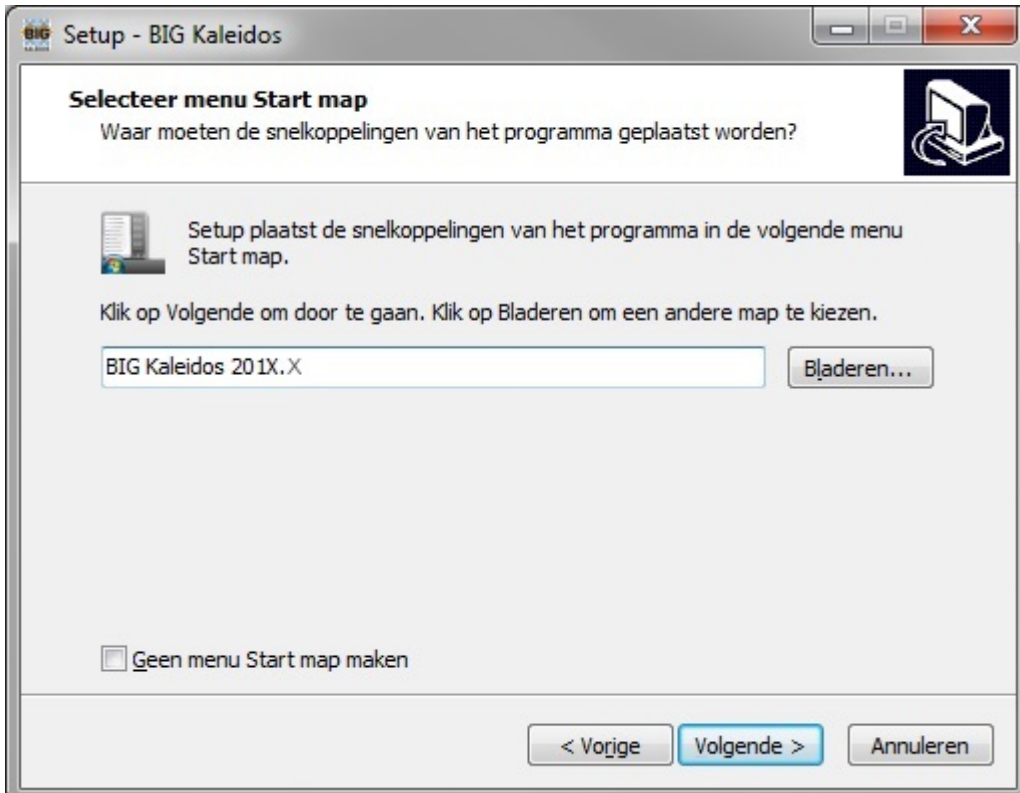 BIG
Setup - BIG Kaleidos
X
Selecteer menu Start map
Waar moeten de snelkoppelingen van het programma geplaatst worden?
Setup plaatst de snelkoppelingen van het programma in de volgende menu
Start map.
Klik op Volgende om door te gaan. Klik op Bladeren om een andere map te kiezen.
BIG Kaleidos 201X.X
Bladeren...
Geen menu Start map maken
< Vorige
Volgende >
Annuleren